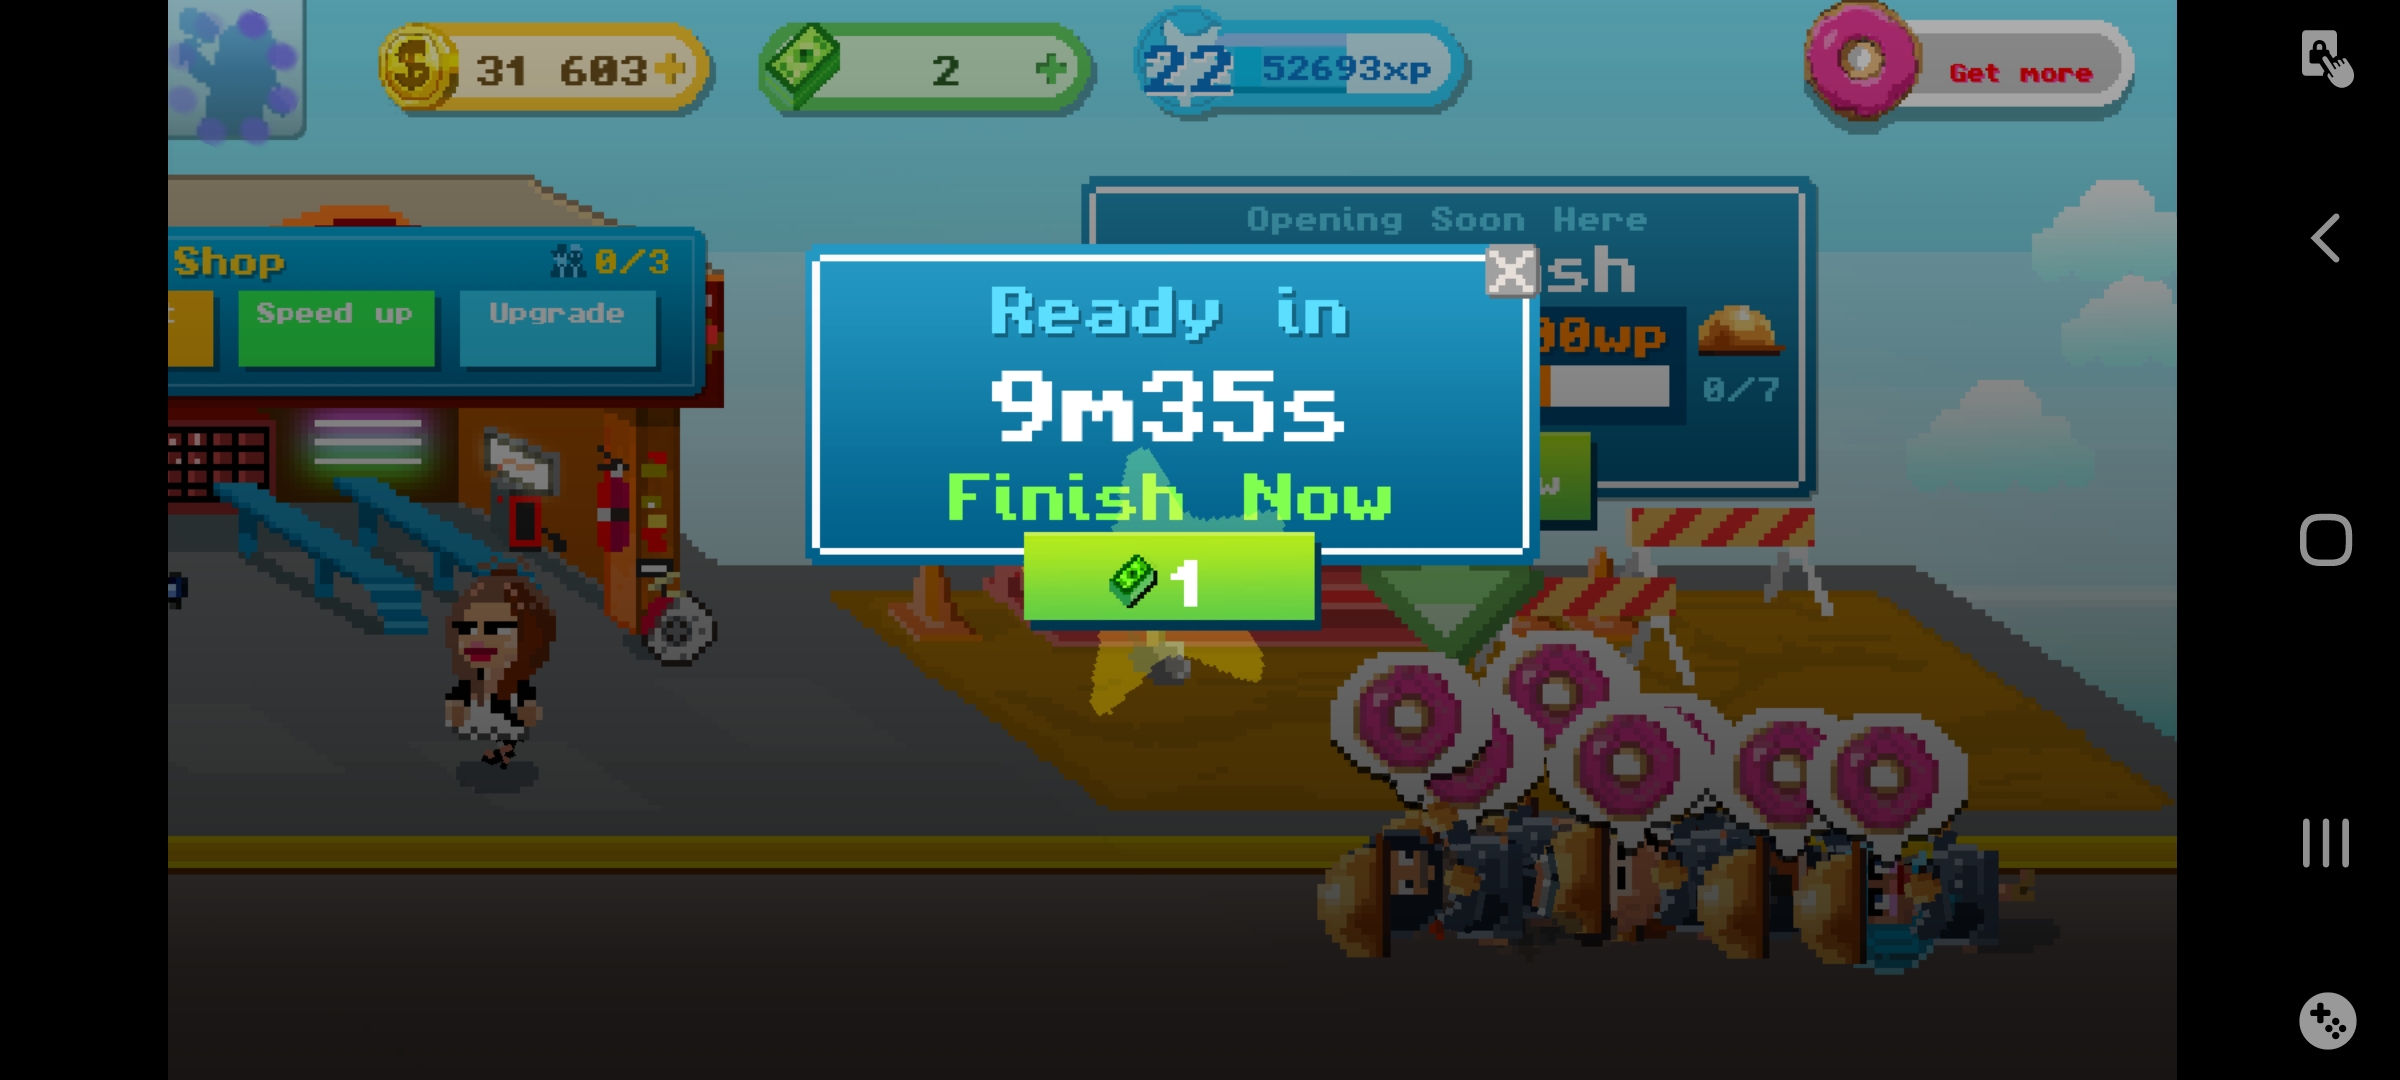 31 603
2
22 52693xp
Get more
Opening Soon Here
sh
Shop
0/3
Speed up
Upgrade
00wp
0/7
Ready in
9m35s
Finish Now
1
w